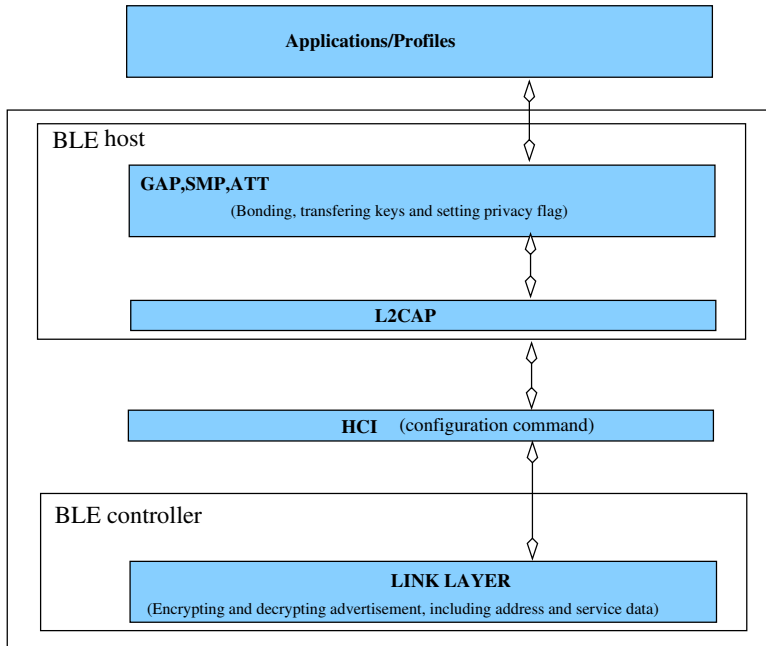 Applications/Profiles
BLE host
GAP,SMP,ATT
(Bonding, transfering keys and setting privacy flag)
L2CAP
HCI (configuration command)
BLE controller
LINK LAYER
(Encrypting and decrypting advertisement, including address and service data)